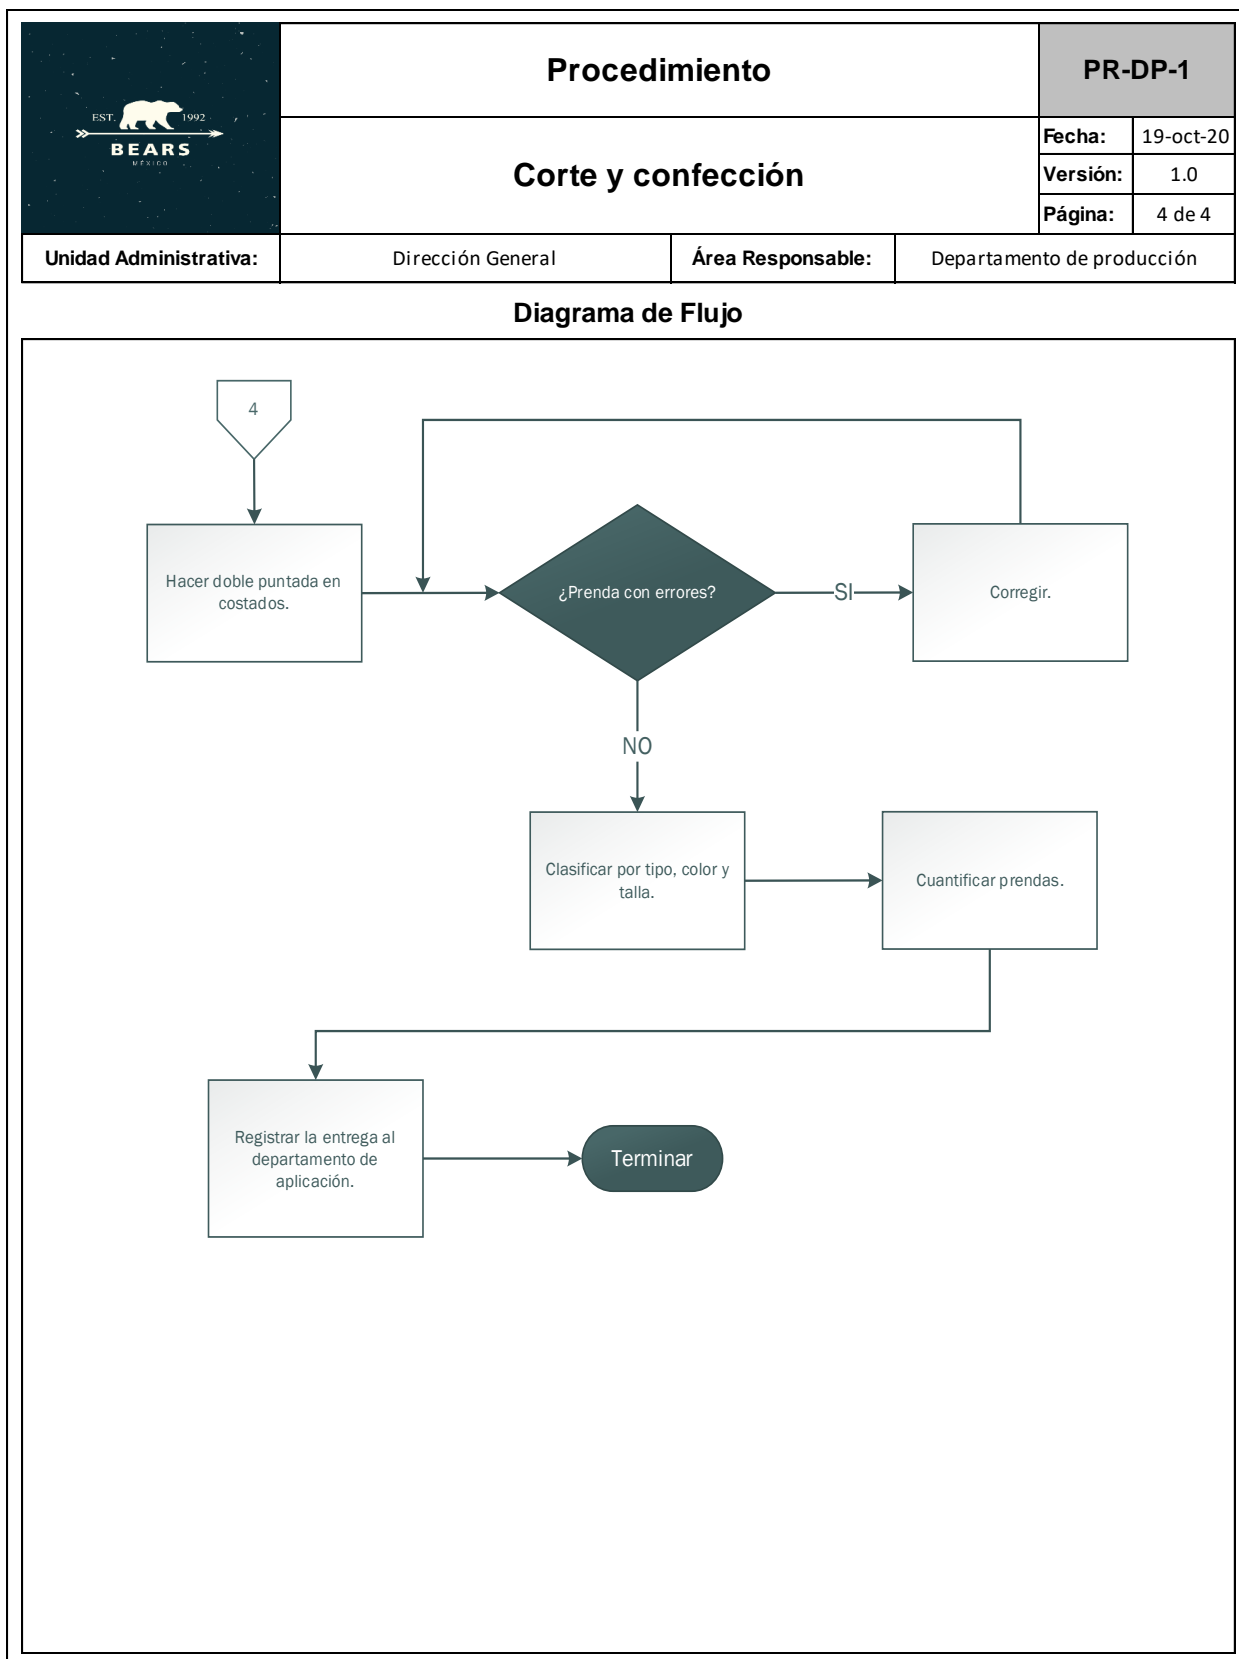 EST. 1992
BEARS
MÉXICO
Procedimiento
PR-DP-1
Corte y confección
Fecha: 19-oct-20
Versión: 1.0
Página: 4 de 4
Unidad Administrativa: Dirección General Área Responsable: Departamento de producción
Diagrama de Flujo
4
Hacer doble puntada en
costados.
¿Prenda con errores?
SI
Corregir.
NO
Clasificar por tipo, color y
talla.
Cuantificar prendas.
Registrar la entrega al
departamento de
aplicación.
Terminar